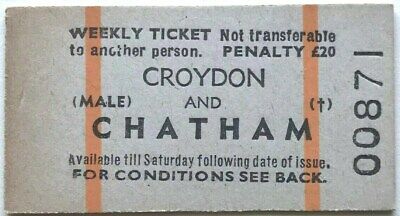 WEEKLY TICKET Not transferable
to another person. PENALTY £20
CROYDON
(MALE) AND (†)
CHATHAM
Available till Saturday following date of issue.
FOR CONDITIONS SEE BACK.
00871